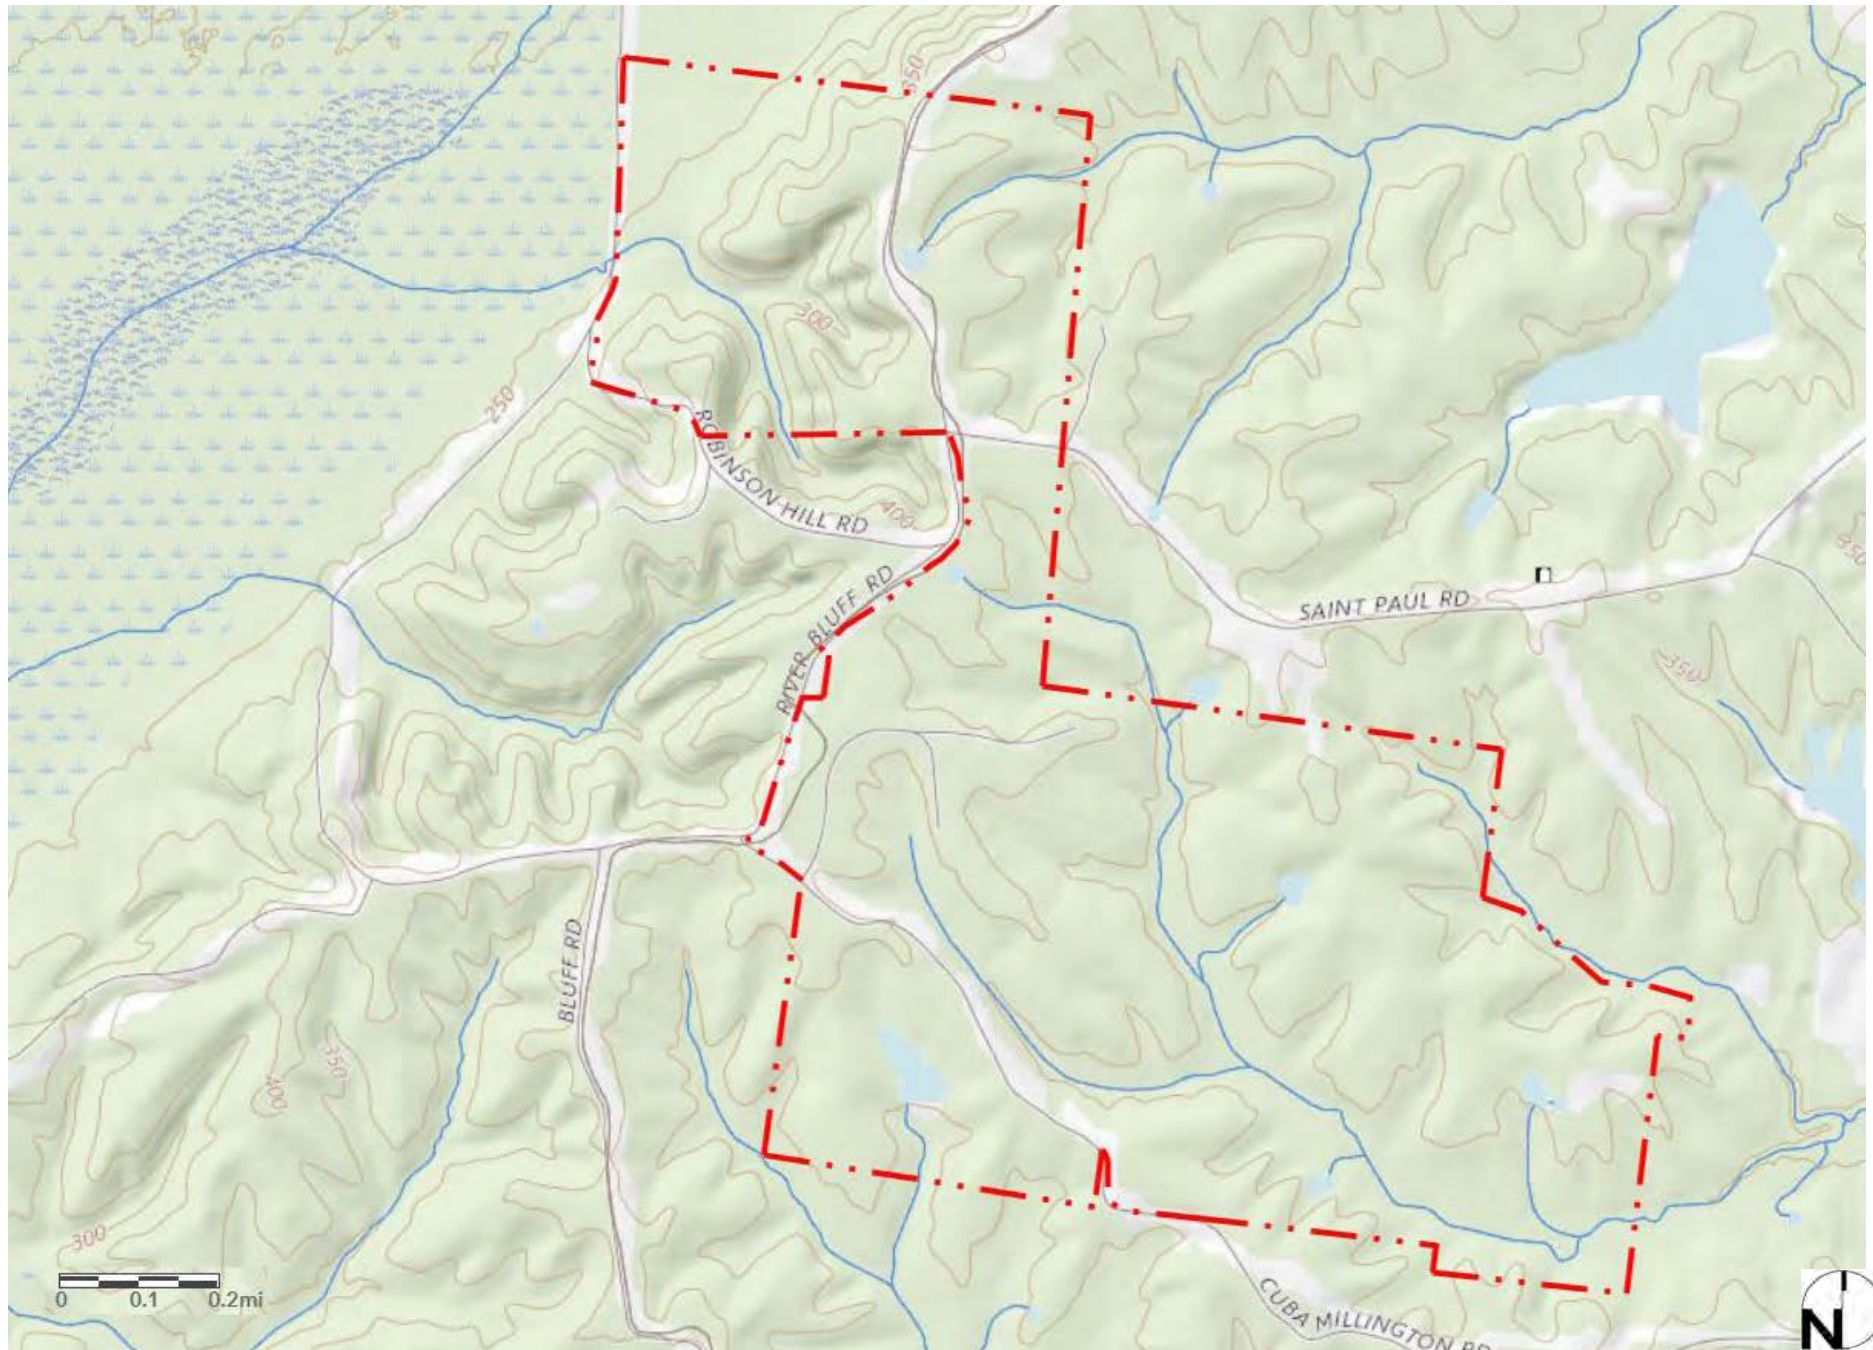 350
300
250
ROBINSON HILL RD
400
350
RIVER BLUFF RD
SAINT PAUL RD
350
BLUFF RD
350
400
300
0 0.1 0.2mi
CUBA MILLINGTON RD
N